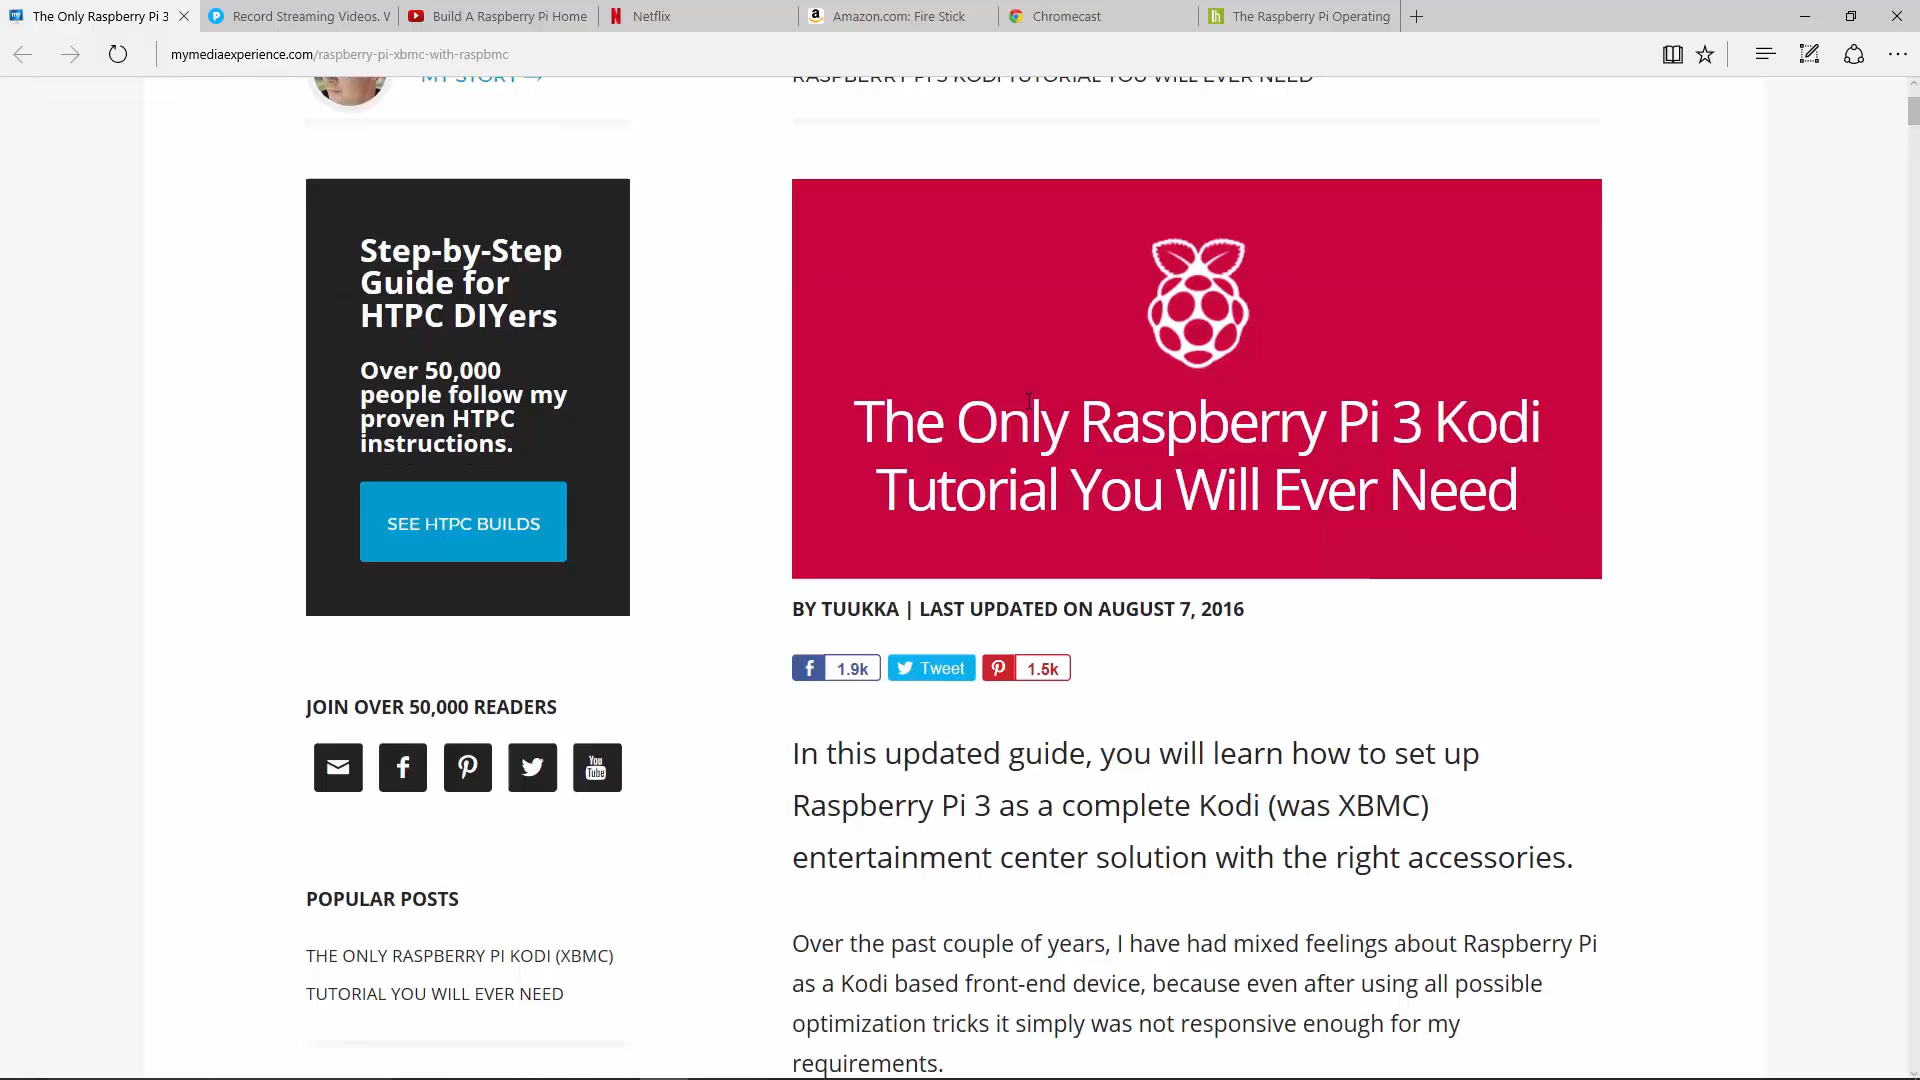 The Only Raspberry Pi 3
Record Streaming Videos. V
Build A Raspberry Pi Home
Netflix
Amazon.com: Fire Stick
Chromecast
The Raspberry Pi Operating
mymediaexperience.com/raspberry-pi-xbmc-with-raspbmc
MY STORY →
RASPBERRY PI 3 KODI TUTORIAL YOU WILL EVER NEED
Step-by-Step
Guide for
HTPC DIYers
Over 50,000
people follow my
proven HTPC
instructions.
SEE HTPC BUILDS
JOIN OVER 50,000 READERS
You
Tube
POPULAR POSTS
THE ONLY RASPBERRY PI KODI (XBMC)
TUTORIAL YOU WILL EVER NEED
The Only Raspberry Pi 3 Kodi
Tutorial You Will Ever Need
BY TUUKKA | LAST UPDATED ON AUGUST 7, 2016
1.9k
Tweet
1.5k
In this updated guide, you will learn how to set up
Raspberry Pi 3 as a complete Kodi (was XBMC)
entertainment center solution with the right accessories.
Over the past couple of years, I have had mixed feelings about Raspberry Pi
as a Kodi based front-end device, because even after using all possible
optimization tricks it simply was not responsive enough for my
requirements.